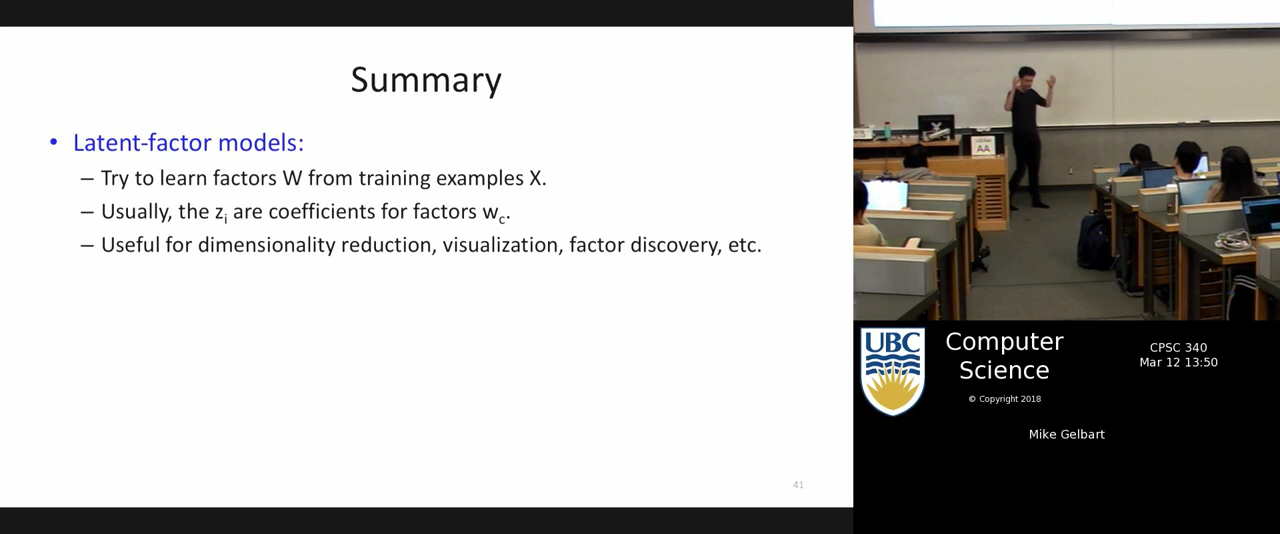 Summary
• Latent-factor models:
– Try to learn factors W from training examples X.
– Usually, the zi are coefficients for factors wc.
– Useful for dimensionality reduction, visualization, factor discovery, etc.
41
AA
UBC
Computer
Science
© Copyright 2018
CPSC 340
Mar 12 13:50
Mike Gelbart